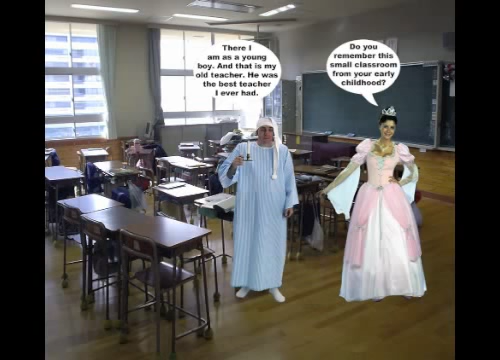 There I
am as a young
boy. And that is my
old teacher. He was
the best teacher
I ever had.
Do you
remember this
small classroom
from your early
childhood?